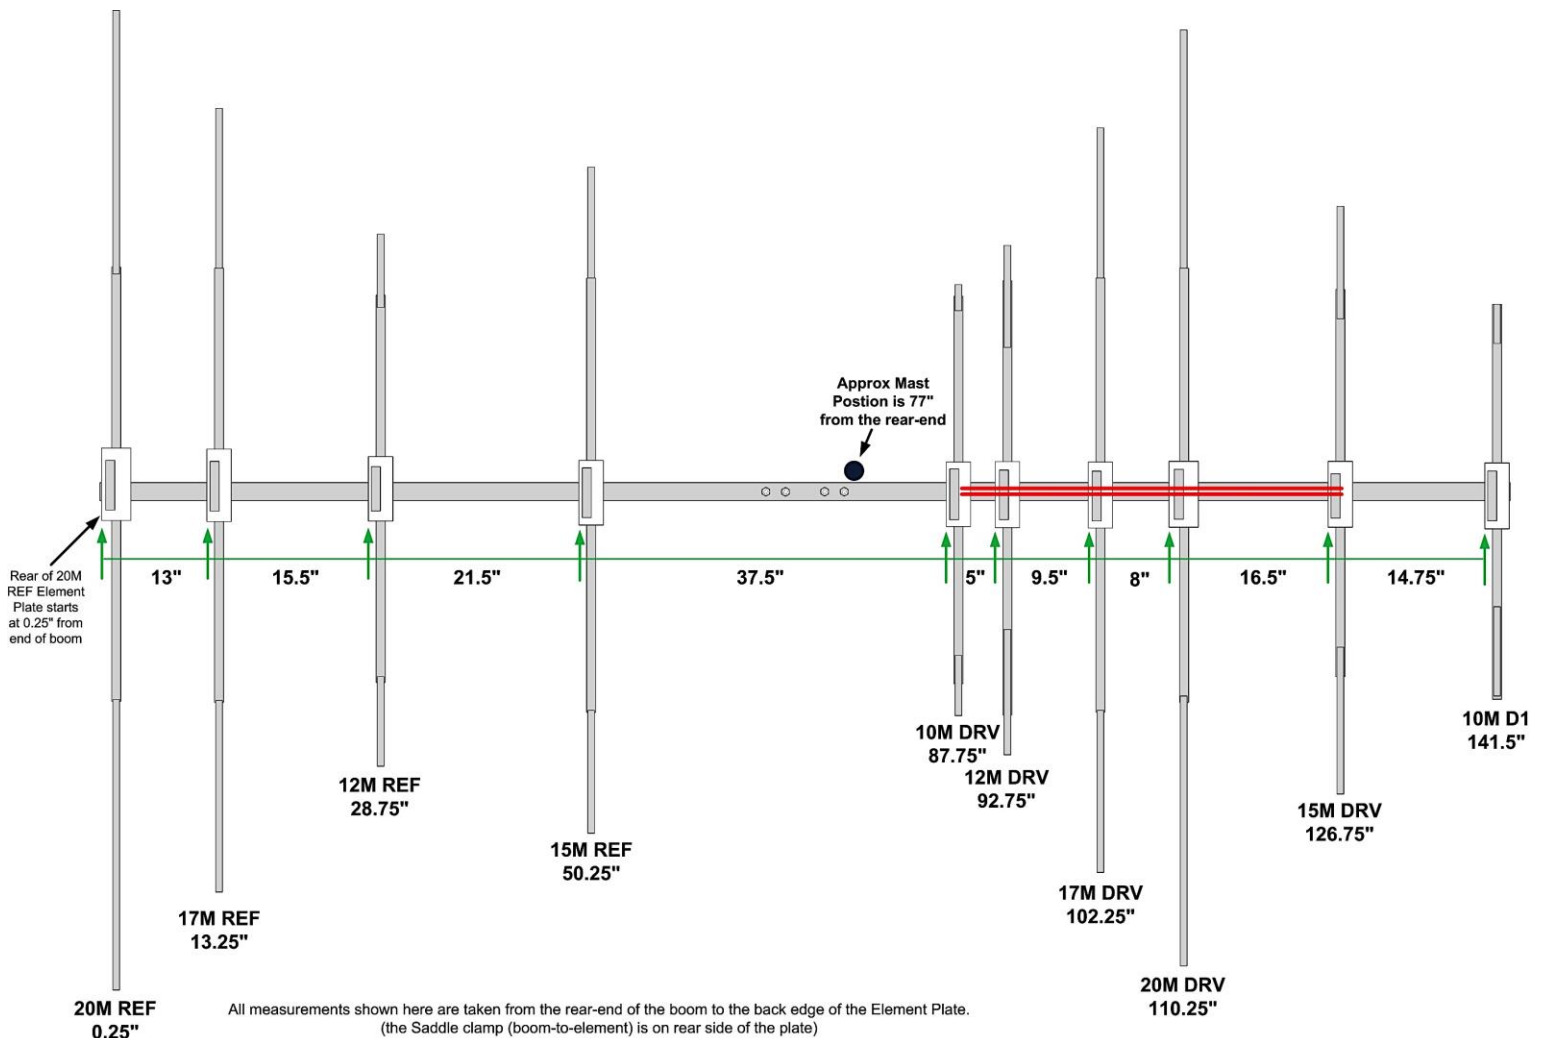 Approx Mast
Postion is 77"
from the rear-end
Rear of 20M
REF Element
Plate starts
at 0.25" from
end of boom
13"
15.5"
21.5"
37.5"
5"
9.5"
8"
16.5"
14.75"
10M DRV
87.75"
12M DRV
92.75"
10M D1
141.5"
12M REF
28.75"
15M DRV
126.75"
15M REF
50.25"
17M DRV
102.25"
17M REF
13.25"
20M DRV
110.25"
20M REF
0.25"
All measurements shown here are taken from the rear-end of the boom to the back edge of the Element Plate.
(the Saddle clamp (boom-to-element) is on rear side of the plate)